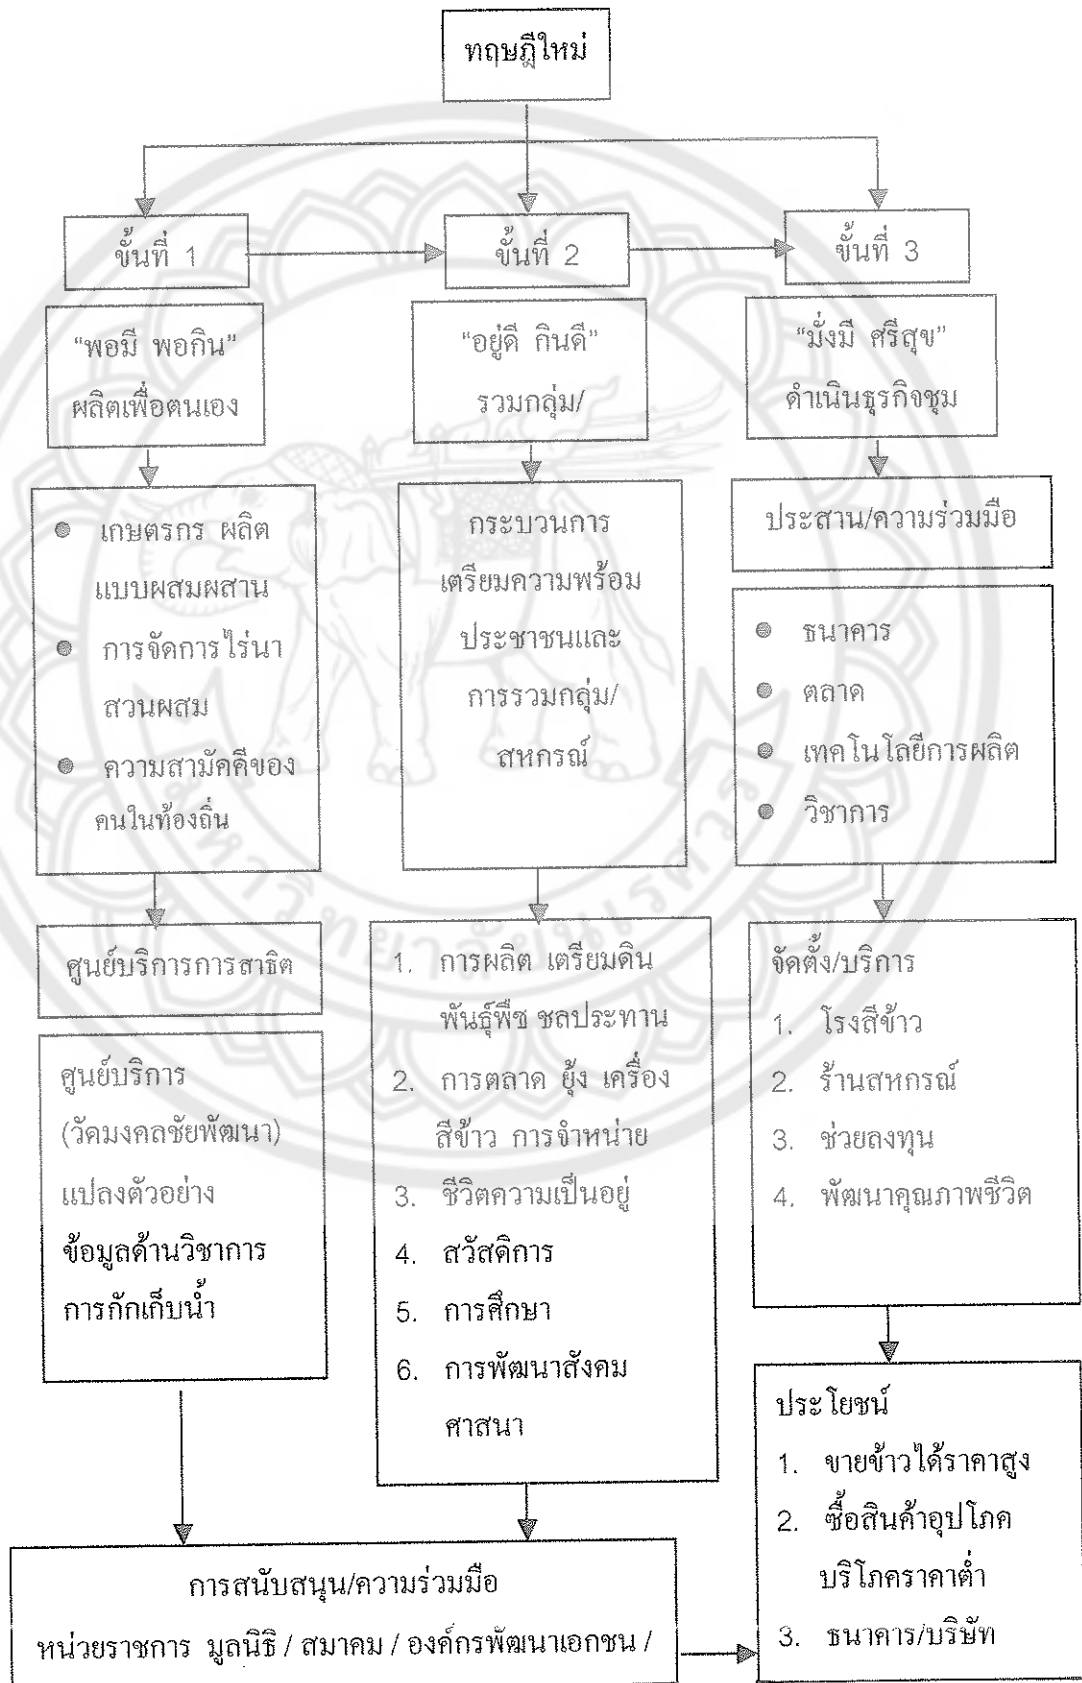 ทฤษฎีใหม่
ขั้นที่ 1
ขั้นที่ 2
ขั้นที่ 3
“พอมี พอกิน”
ผลิตเพื่อตนเอง
“อยู่ดี กินดี”
รวมกลุ่ม/
“มั่งมี ศรีสุข”
ดำเนินธุรกิจชุม
● เกษตรกร ผลิต
แบบผสมผสาน
● การจัดการไร่นา
สวนผสม
● ความสามัคคีของ
คนในท้องถิ่น
กระบวนการ
เตรียมความพร้อม
ประชาชนและ
การรวมกลุ่ม/
สหกรณ์
ประสาน/ความร่วมมือ
● ธนาคาร
● ตลาด
● เทคโนโลยีการผลิต
● วิชาการ
ศูนย์บริการการสาธิต
ศูนย์บริการ
(วัดมงคลชัยพัฒนา)
แปลงตัวอย่าง
ข้อมูลด้านวิชาการ
การกักเก็บน้ำ
1. การผลิต เตรียมดิน
พันธุ์พืช ชลประทาน
2. การตลาด ยุ้ง เครื่อง
สีข้าว การจำหน่าย
3. ชีวิตความเป็นอยู่
4. สวัสดิการ
5. การศึกษา
6. การพัฒนาสังคม
ศาสนา
จัดตั้ง/บริการ
1. โรงสีข้าว
2. ร้านสหกรณ์
3. ช่วยลงทุน
4. พัฒนาคุณภาพชีวิต
ประโยชน์
1. ขายข้าวได้ราคาสูง
2. ซื้อสินค้าอุปโภค
บริโภคราคาต่ำ
3. ธนาคาร/บริษัท
การสนับสนุน/ความร่วมมือ
หน่วยราชการ มูลนิธิ / สมาคม / องค์กรพัฒนาเอกชน /
มหาวิทยาลัยนเรศวร